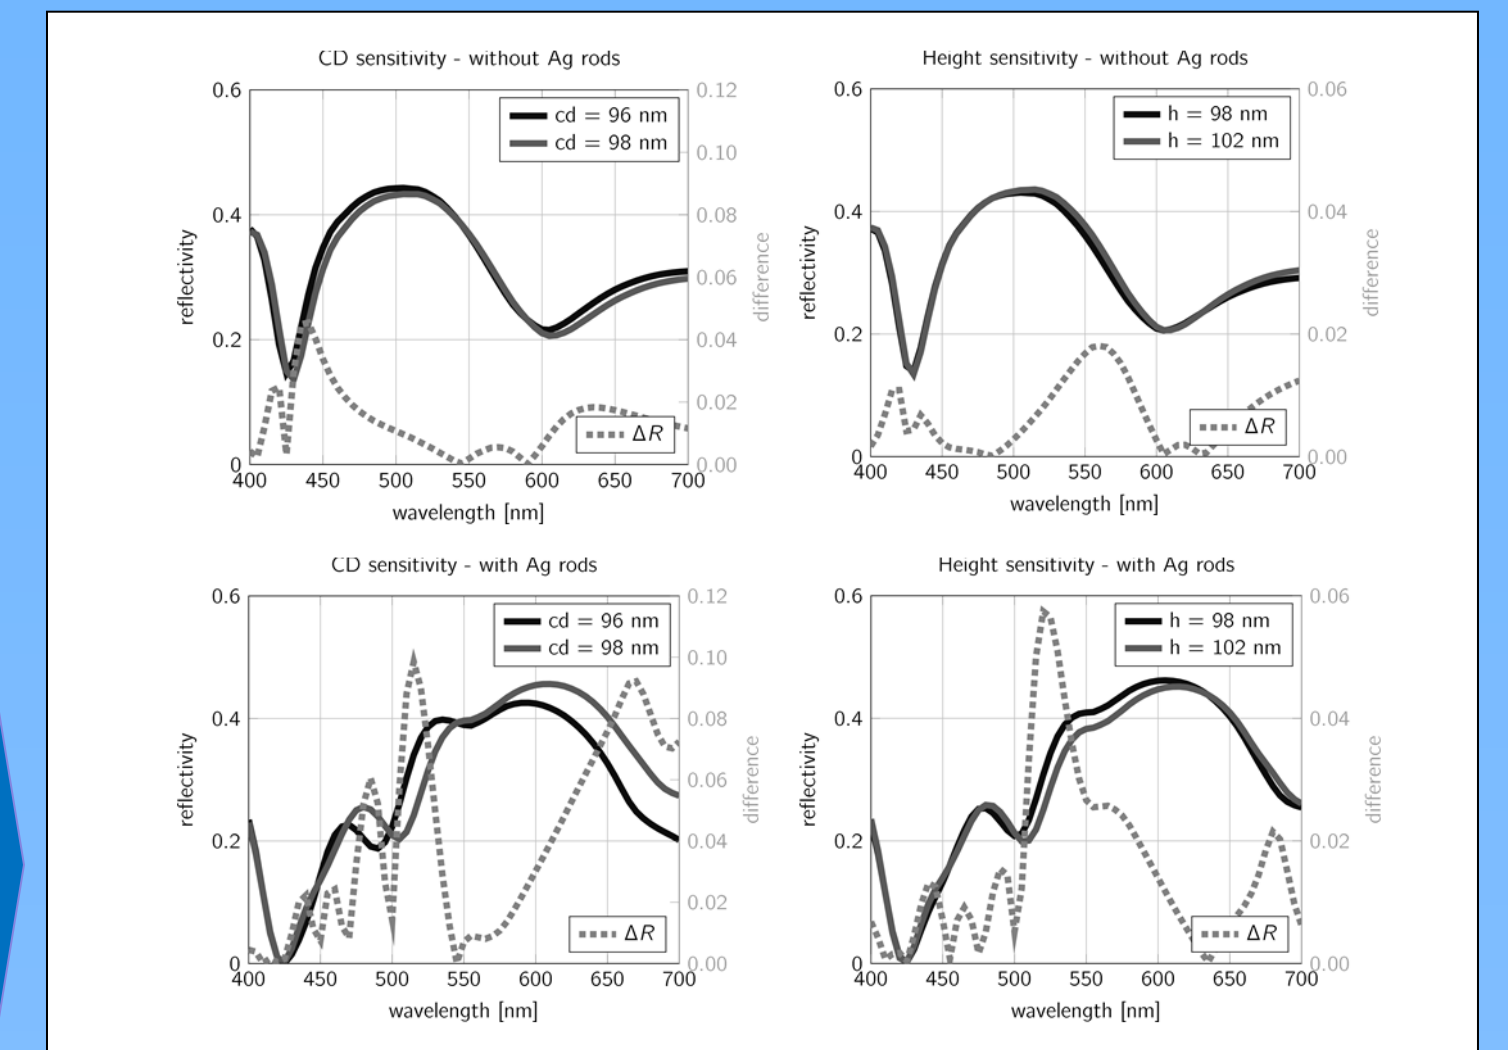 CD sensitivity - without Ag rods
0.6
0.4
0.2
0
reflectivity
cd = 96 nm
cd = 98 nm
ΔR
0.12
0.10
0.08
0.06
0.04
0.02
0.00
difference
400 450 500 550 600 650 700
wavelength [nm]
Height sensitivity - without Ag rods
0.6
0.4
0.2
0
reflectivity
h = 98 nm
h = 102 nm
ΔR
0.06
0.04
0.02
0.00
difference
400 450 500 550 600 650 700
wavelength [nm]
CD sensitivity - with Ag rods
0.6
0.4
0.2
0
reflectivity
cd = 96 nm
cd = 98 nm
ΔR
0.12
0.10
0.08
0.06
0.04
0.02
0.00
difference
400 450 500 550 600 650 700
wavelength [nm]
Height sensitivity - with Ag rods
0.6
0.4
0.2
0
reflectivity
h = 98 nm
h = 102 nm
ΔR
0.06
0.04
0.02
0.00
difference
400 450 500 550 600 650 700
wavelength [nm]